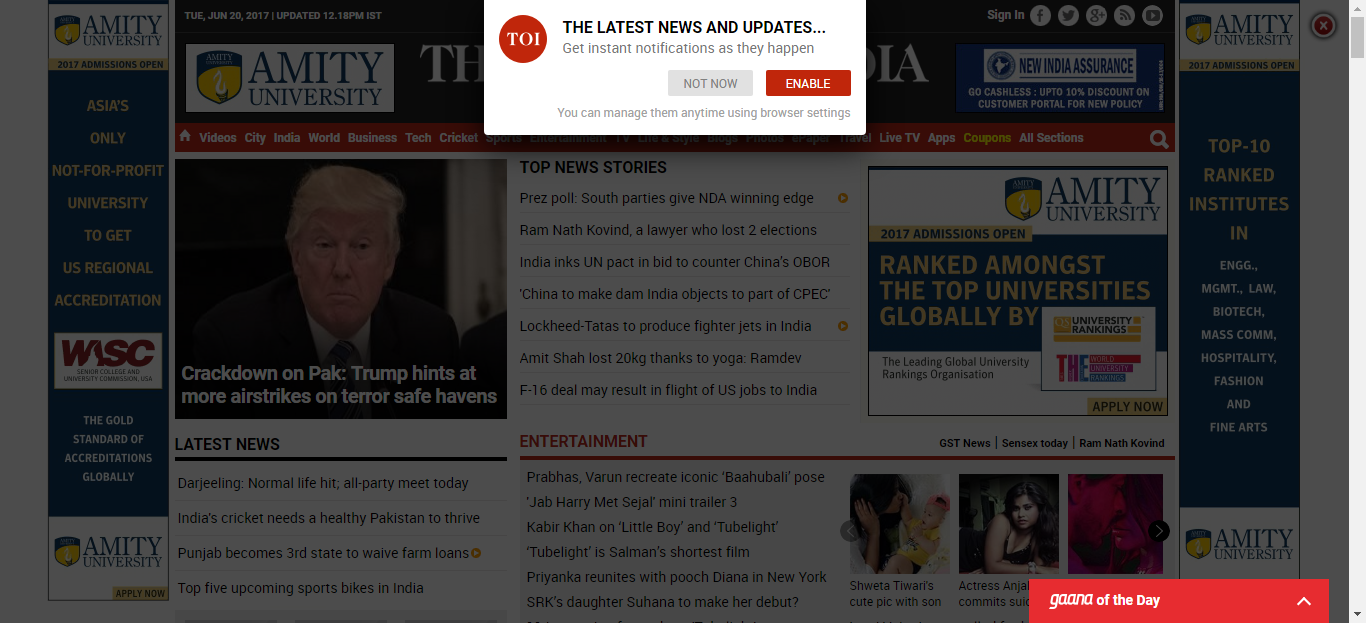 AMITY
UNIVERSITY
2017 ADMISSIONS OPEN
ASIA'S
ONLY
NOT-FOR-PROFIT
UNIVERSITY
TO GET
US REGIONAL
ACCREDITATION
WASC
SENIOR COLLEGE AND
UNIVERSITY COMMISSION, USA
THE GOLD
STANDARD OF
ACCREDITATIONS
GLOBALLY
AMITY
UNIVERSITY
APPLY NOW
TUE, JUN 20, 2017 | UPDATED 12.18PM IST
Sign In
AMITY
UNIVERSITY
TOI
THE LATEST NEWS AND UPDATES...
Get instant notifications as they happen
NOT NOW
ENABLE
You can manage them anytime using browser settings
NEW INDIA ASSURANCE
GO CASHLESS : UPTO 10% DISCOUNT ON
CUSTOMER PORTAL FOR NEW POLICY
Videos City India World Business Tech Cricket Sports Entertainment TV Life & Style Blogs Photos ePaper Travel Live TV Apps Coupons All Sections
Crackdown on Pak: Trump hints at
more airstrikes on terror safe havens
TOP NEWS STORIES
Prez poll: South parties give NDA winning edge
Ram Nath Kovind, a lawyer who lost 2 elections
India inks UN pact in bid to counter China's OBOR
'China to make dam India objects to part of CPEC'
Lockheed-Tatas to produce fighter jets in India
Amit Shah lost 20kg thanks to yoga: Ramdev
F-16 deal may result in flight of US jobs to India
AMITY
UNIVERSITY
2017 ADMISSIONS OPEN
RANKED AMONGST
THE TOP UNIVERSITIES
GLOBALLY BY
QS UNIVERSITY
RANKINGS
The Leading Global University
Rankings Organisation
THE WORLD
UNIVERSITY
RANKINGS
APPLY NOW
LATEST NEWS
Darjeeling: Normal life hit; all-party meet today
India's cricket needs a healthy Pakistan to thrive
Punjab becomes 3rd state to waive farm loans
Top five upcoming sports bikes in India
ENTERTAINMENT
GST News | Sensex today | Ram Nath Kovind
Prabhas, Varun recreate iconic 'Baahubali' pose
'Jab Harry Met Sejal' mini trailer 3
Kabir Khan on 'Little Boy' and 'Tubelight'
'Tubelight' is Salman's shortest film
Priyanka reunites with pooch Diana in New York
SRK's daughter Suhana to make her debut?
Shweta Tiwari's
cute pic with son
Actress Anjal
commits suic
gaana of the Day
AMITY
UNIVERSITY
2017 ADMISSIONS OPEN
TOP-10
RANKED
INSTITUTES
IN
ENGG.,
MGMT., LAW,
BIOTECH,
MASS COMM,
HOSPITALITY,
FASHION
AND
FINE ARTS
AMITY
UNIVERSITY